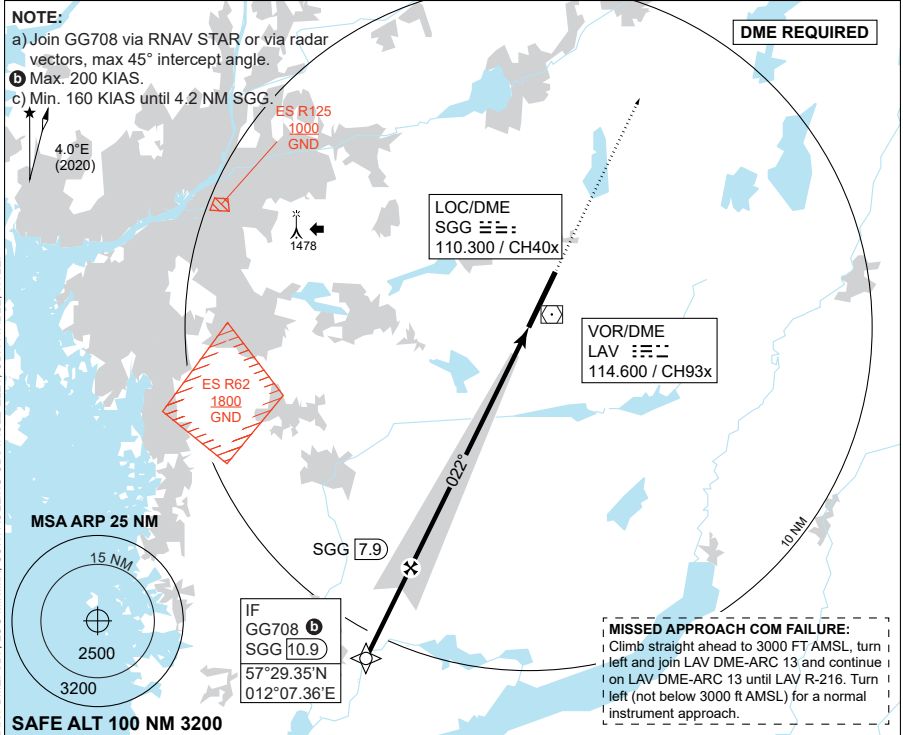 NOTE:
a) Join GG708 via RNAV STAR or via radar
vectors, max 45° intercept angle.
b Max. 200 KIAS.
c) Min. 160 KIAS until 4.2 NM SGG.
DME REQUIRED
4.0°E
(2020)
ES R125
1000
GND
1478
LOC/DME
SGG
110.300 / CH40x
VOR/DME
LAV
114.600 / CH93x
ES R62
1800
GND
022°
10 NM
SGG 7.9
IF
GG708 b
SGG 10.9
57°29.35'N
012°07.36'E
MSA ARP 25 NM
15 NM
2500
3200
SAFE ALT 100 NM 3200
MISSED APPROACH COM FAILURE:
Climb straight ahead to 3000 FT AMSL, turn
left and join LAV DME-ARC 13 and continue
on LAV DME-ARC 13 until LAV R-216. Turn
left (not below 3000 ft AMSL) for a normal
instrument approach.